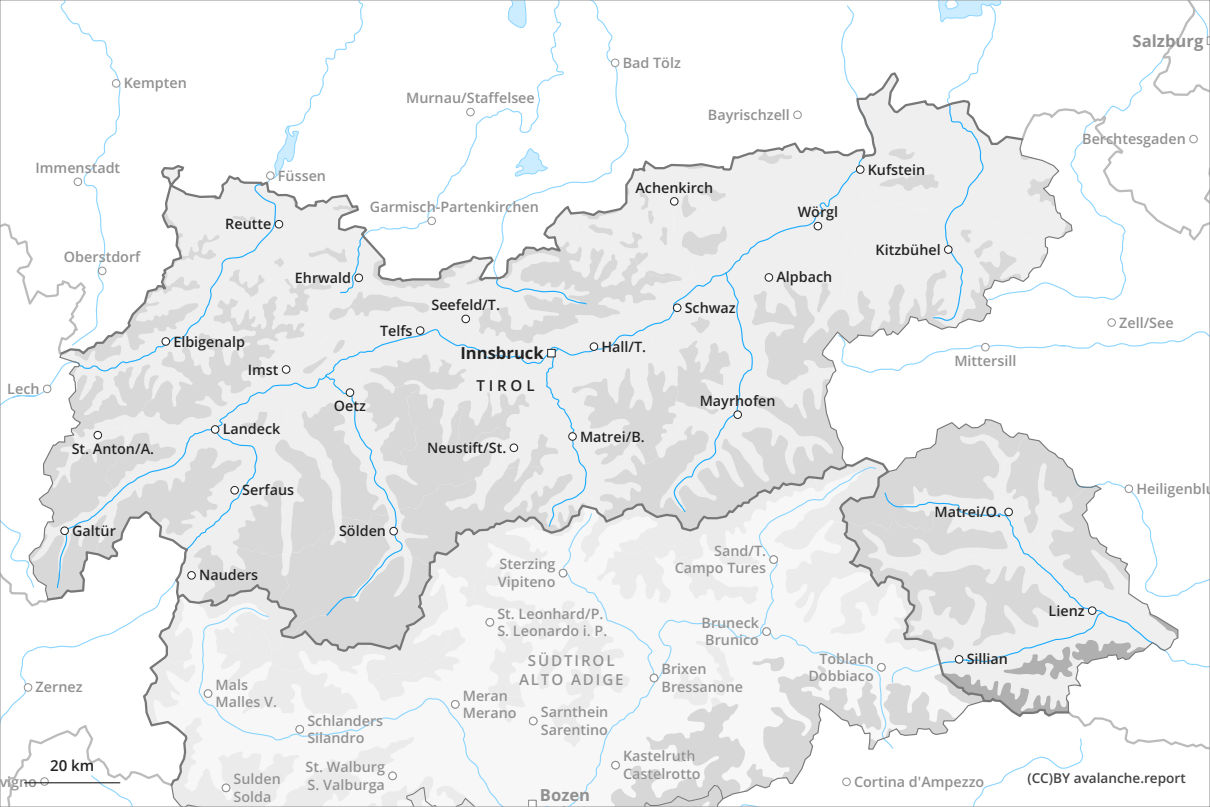 Salzburg
Bad Tölz
Kempten
Murnau/Staffelsee
Bayrischzell
Berchtesgaden
Immenstadt
Füssen
Kufstein
Achenkirch
Garmisch-Partenkirchen
Wörgl
Reutte
Kitzbühel
Oberstdorf
Ehrwald
Alpbach
Seefeld/T.
Schwaz
Telfs
Zell/See
Elbigenalp
Innsbruck
Hall/T.
Mittersill
Imst
TIROL
Lech
Oetz
Mayrhofen
Landeck
Matrei/B.
St. Anton/A.
Neustift/St.
Serfaus
Heiligenblu
Matrei/O.
Galtür
Sölden
Sand/T.
Campo Tures
Sterzing
Vipiteno
Nauders
Lienz
St. Leonhard/P.
S. Leonardo i. P.
Bruneck
Brunico
SÜDTIROL
ALTO ADIGE
Toblach
Dobbiaco
Sillian
Brixen
Bressanone
Zernez
Mals
Malles V.
Meran
Merano
Sarnthein
Sarentino
Schlanders
Silandro
Kastelruth
Castelrotto
St. Walburg
S. Valburga
20 km
vigno
Sulden
Solda
Cortina d'Ampezzo
(CC)BY avalanche.report
Bozen